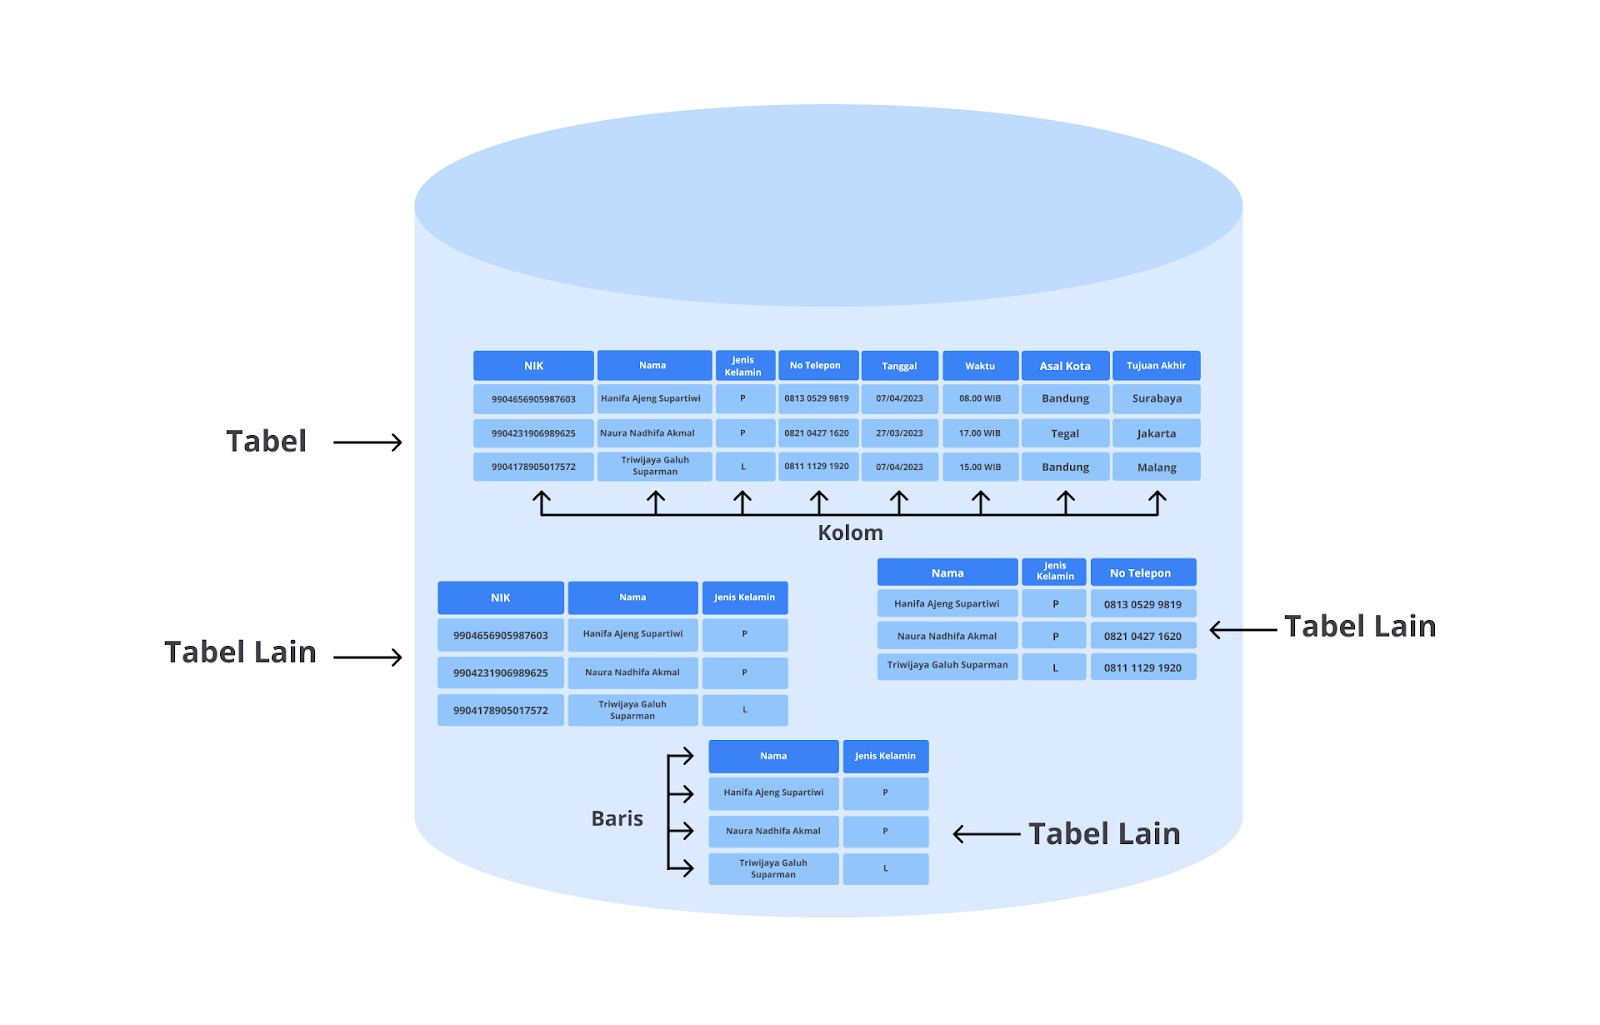 NIK Nama Jenis Kelamin No Telepon Tanggal Waktu Asal Kota Tujuan Akhir
9904656905987603 Hanifa Ajeng Supartiwi P 0813 0529 9819 07/04/2023 08.00 WIB Bandung Surabaya
Tabel
9904231906989625 Naura Nadhifa Akmal P 0821 0427 1620 27/03/2023 17.00 WIB Tegal Jakarta
9904178905017572 Triwijaya Galuh Suparman L 0811 1129 1920 07/04/2023 15.00 WIB Bandung Malang
Kolom
Tabel Lain
NIK Nama Jenis Kelamin
9904656905987603 Hanifa Ajeng Supartiwi P
9904231906989625 Naura Nadhifa Akmal P
9904178905017572 Triwijaya Galuh Suparman L
Nama Jenis Kelamin No Telepon
Hanifa Ajeng Supartiwi P 0813 0529 9819
Naura Nadhifa Akmal P 0821 0427 1620
Triwijaya Galuh Suparman L 0811 1129 1920
Tabel Lain
Baris
Nama Jenis Kelamin
Hanifa Ajeng Supartiwi P
Naura Nadhifa Akmal P
Triwijaya Galuh Suparman L
Tabel Lain